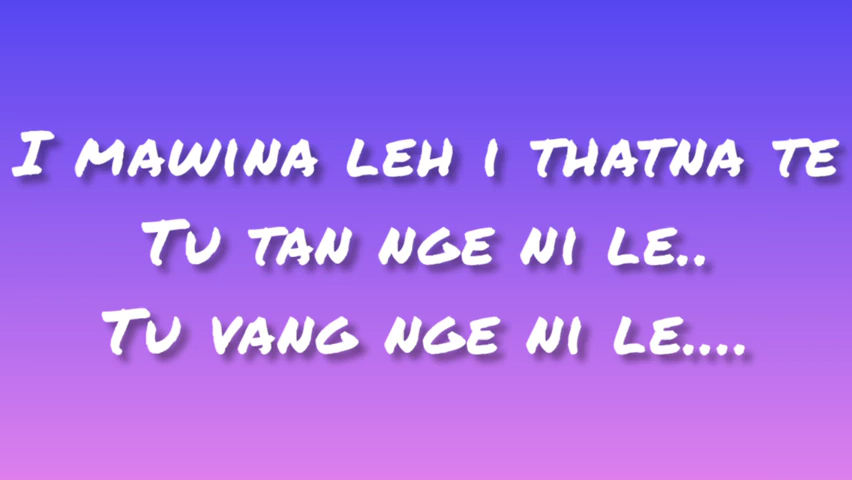 I mawina leh i thatna te
Tu tan nge ni le..
Tu vang nge ni le....